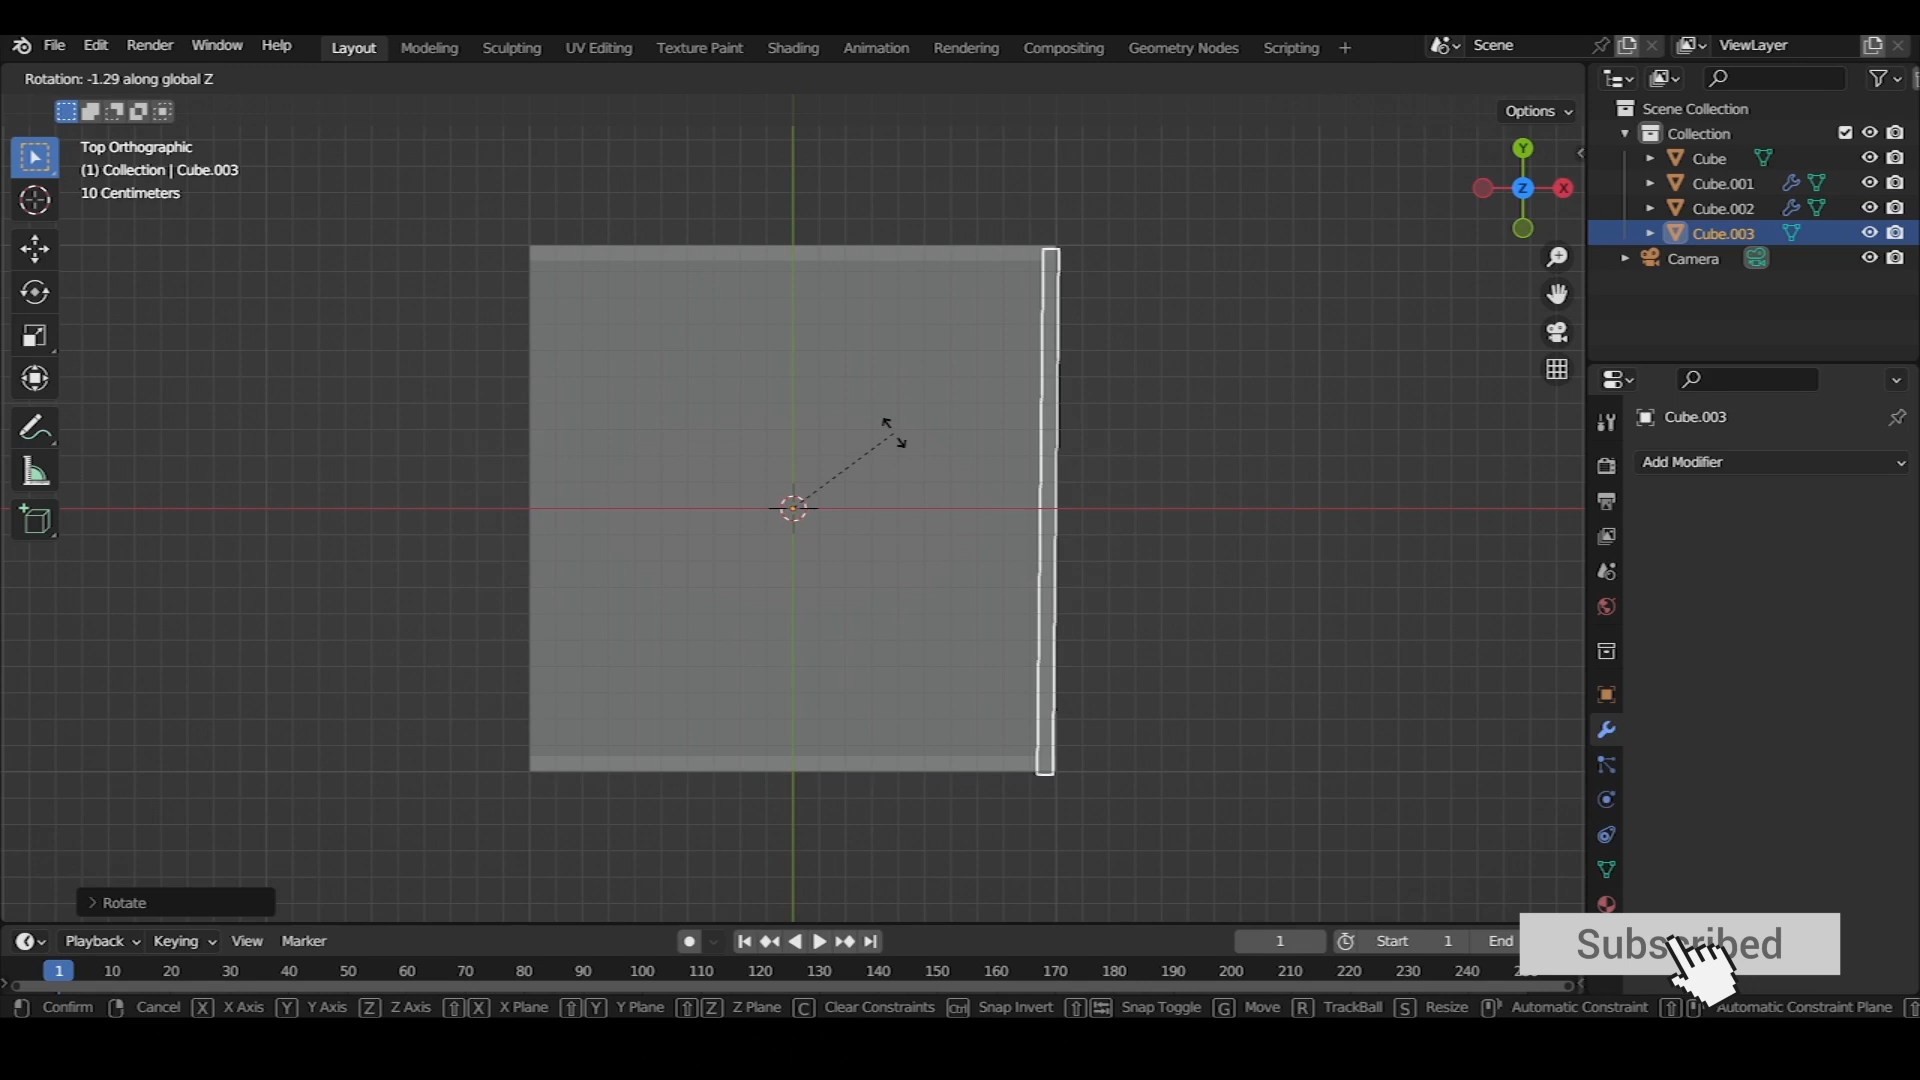 File Edit Render Window Help Layout Modeling Sculpting UV Editing Texture Paint Shading Animation Rendering Compositing Geometry Nodes Scripting + Scene ViewLayer
Rotation: -1.29 along global Z
Options
Top Orthographic
(1) Collection | Cube.003
10 Centimeters
Y
Z
X
Scene Collection
Collection
Cube
Cube.001
Cube.002
Cube.003
Camera
Cube.003
Add Modifier
Rotate
Playback Keying View Marker 1 Start 1 End
Subscribed
1 10 20 30 40 50 60 70 80 90 100 110 120 130 140 150 160 170 180 190 200 210 220 230 240
Confirm Cancel X X Axis Y Y Axis Z Z Axis X X Plane Y Y Plane Z Z Plane C Clear Constraints Ctrl Snap Invert Snap Toggle G Move R TrackBall S Resize Automatic Constraint Automatic Constraint Plane